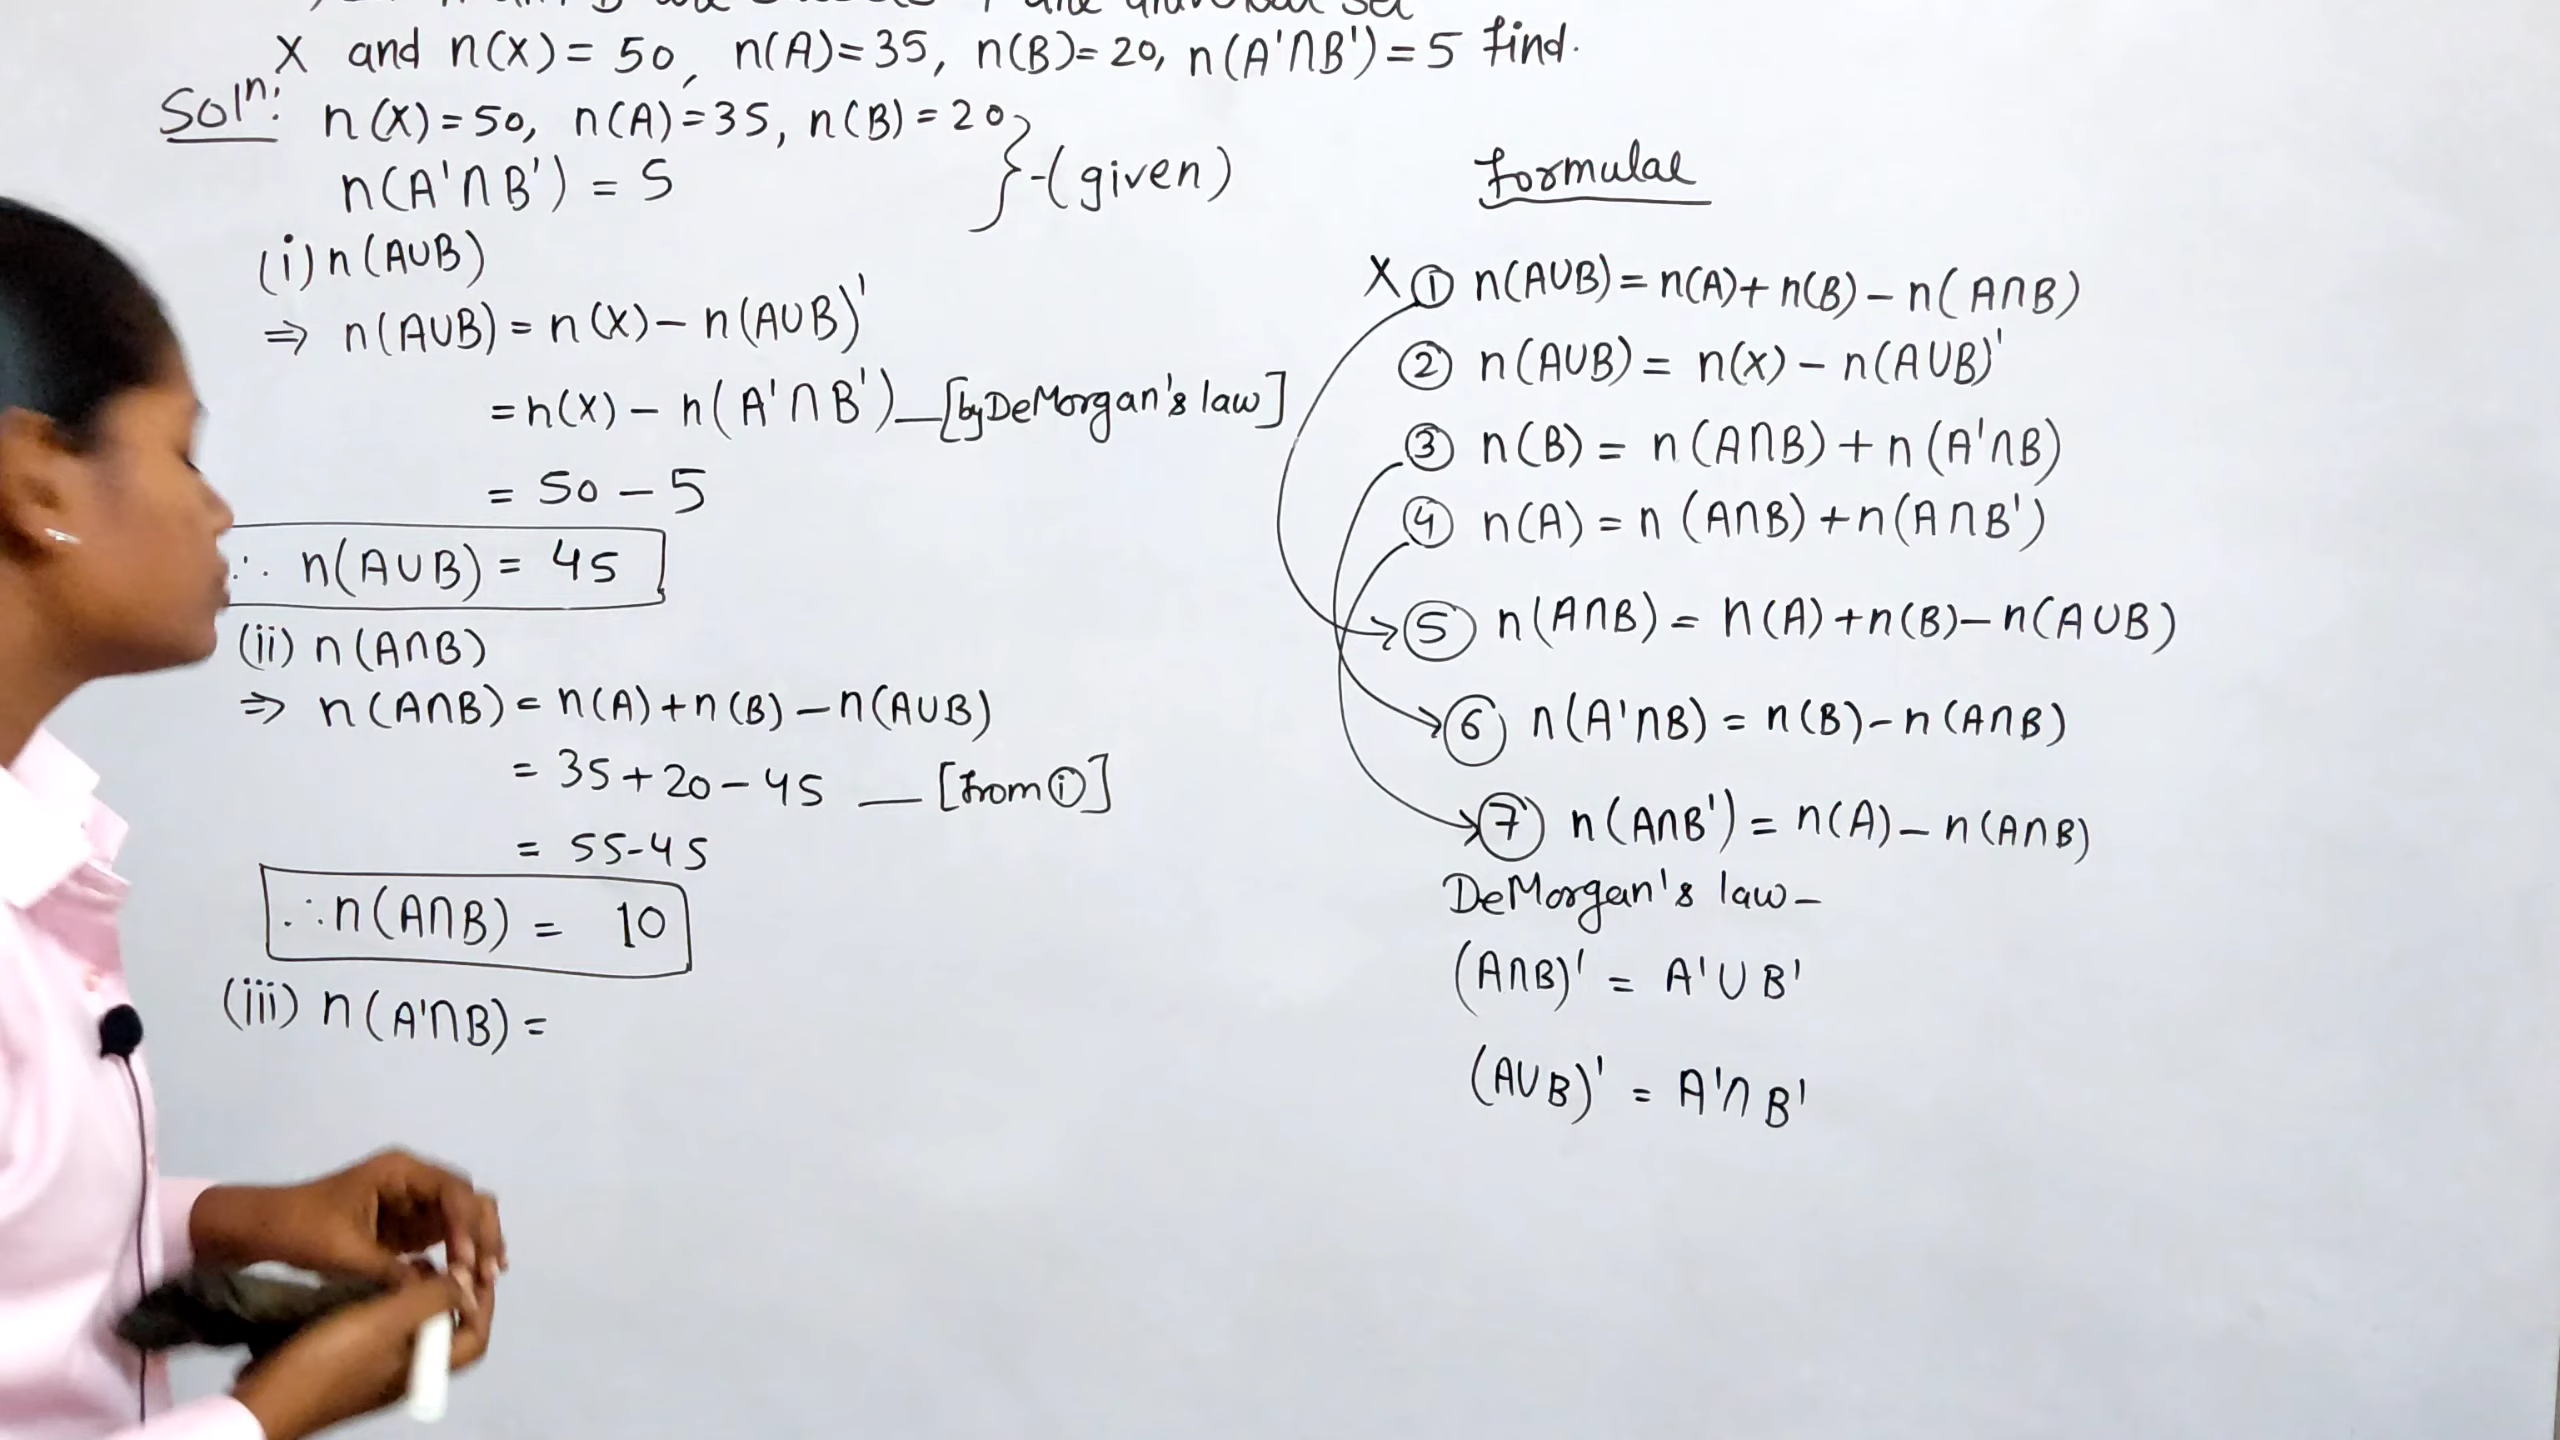 X and n(X) = 50, n(A)=35, n(B)= 20, n(A'∩B') = 5 find.
Solⁿ: n(X) = 50, n(A) = 35, n(B) = 20
n(A'∩B') = 5 } -(given)
(i) n(A∪B)
⇒ n(A∪B) = n(X) – n(A∪B)'
= n(X) – n(A'∩B') — [by DeMorgan's law]
= 50 – 5
∴ n(A∪B) = 45
(ii) n(A∩B)
⇒ n(A∩B) = n(A) + n(B) – n(A∪B)
= 35 + 20 – 45 — [from ⓘ]
= 55-45
∴ n(A∩B) = 10
(iii) n(A'∩B) =
formulae
X ① n(A∪B) = n(A) + n(B) – n(A∩B)
② n(A∪B) = n(X) – n(A∪B)'
③ n(B) = n(A∩B) + n(A'∩B)
④ n(A) = n(A∩B) + n(A∩B')
⑤ n(A∩B) = n(A) + n(B) – n(A∪B)
⑥ n(A'∩B) = n(B) – n(A∩B)
⑦ n(A∩B') = n(A) – n(A∩B)
DeMorgan's law –
(A∩B)' = A'∪B'
(A∪B)' = A'∩B'